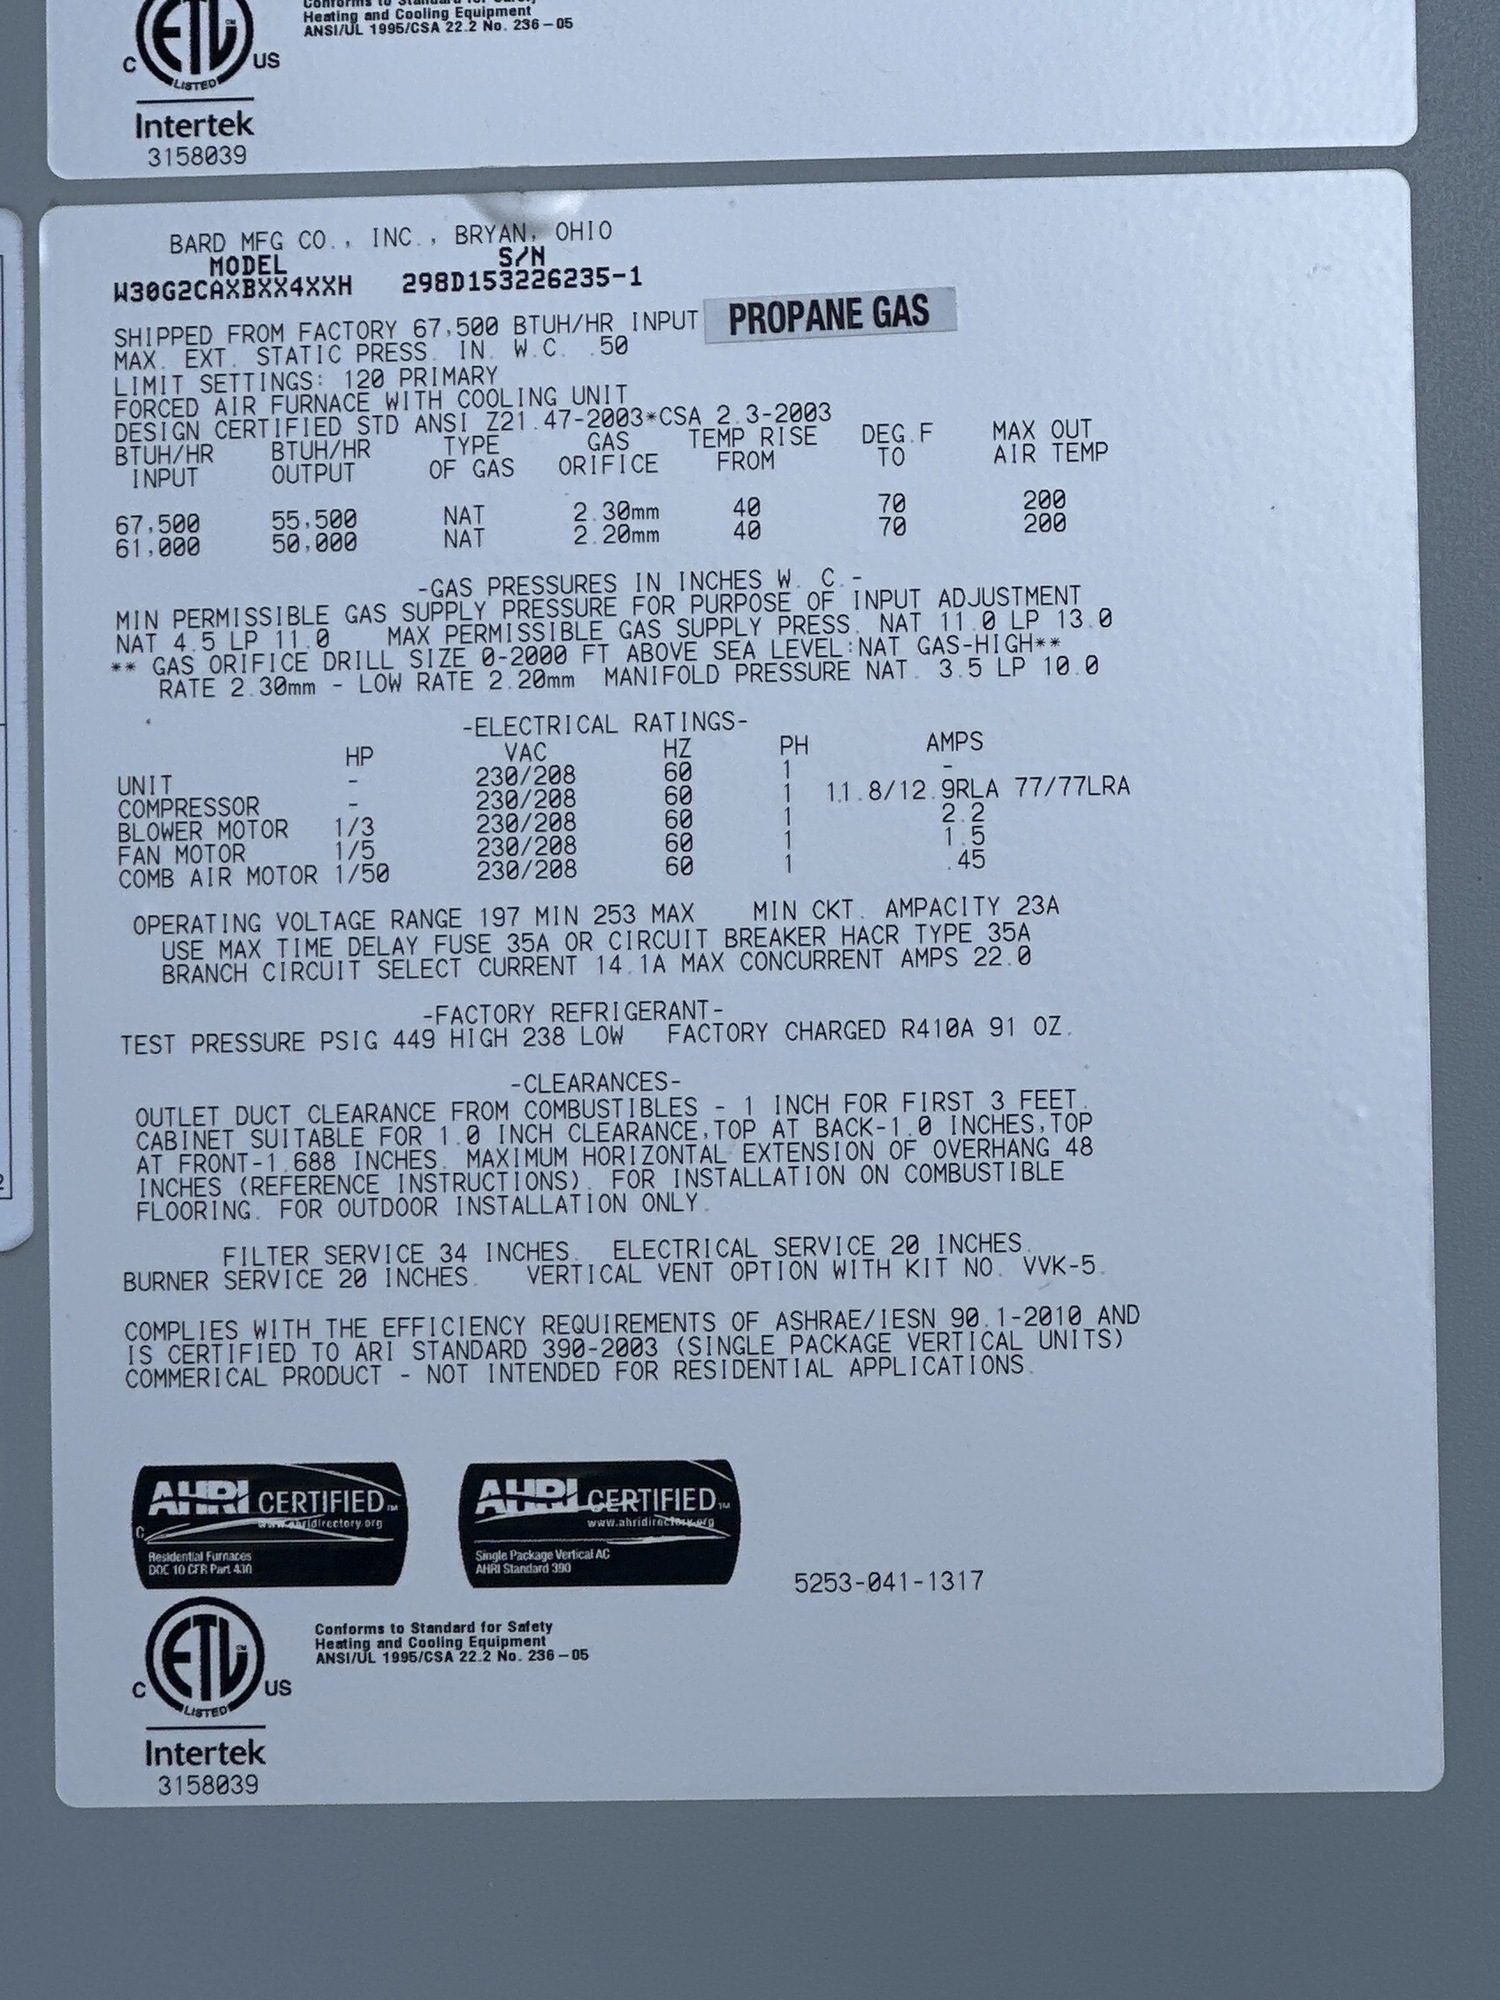 Conforms to Standard for Safety
Heating and Cooling Equipment
ANSI/UL 1995/CSA 22.2 No. 236-05
ETL
C US
LISTED
Intertek
3158039
BARD MFG CO., INC., BRYAN, OHIO
MODEL S/N
W30G2CAXBXX4XXH 298D153226235-1
SHIPPED FROM FACTORY 67,500 BTUH/HR INPUT PROPANE GAS
MAX. EXT. STATIC PRESS. IN. W.C. .50
LIMIT SETTINGS: 120 PRIMARY
FORCED AIR FURNACE WITH COOLING UNIT
DESIGN CERTIFIED STD ANSI Z21.47-2003*CSA 2.3-2003
BTUH/HR BTUH/HR TYPE GAS TEMP RISE DEG.F MAX OUT
INPUT OUTPUT OF GAS ORIFICE FROM TO AIR TEMP
67,500 55,500 NAT 2.30mm 40 70 200
61,000 50,000 NAT 2.20mm 40 70 200
-GAS PRESSURES IN INCHES W. C.-
MIN PERMISSIBLE GAS SUPPLY PRESSURE FOR PURPOSE OF INPUT ADJUSTMENT
NAT 4.5 LP 11.0 MAX PERMISSIBLE GAS SUPPLY PRESS. NAT 11.0 LP 13.0
** GAS ORIFICE DRILL SIZE 0-2000 FT ABOVE SEA LEVEL:NAT GAS-HIGH**
RATE 2.30mm - LOW RATE 2.20mm MANIFOLD PRESSURE NAT. 3.5 LP 10.0
-ELECTRICAL RATINGS-
HP VAC HZ PH AMPS
UNIT - 230/208 60 1 -
COMPRESSOR - 230/208 60 1 11.8/12.9RLA 77/77LRA
BLOWER MOTOR 1/3 230/208 60 1 2.2
FAN MOTOR 1/5 230/208 60 1 1.5
COMB AIR MOTOR 1/50 230/208 60 1 .45
OPERATING VOLTAGE RANGE 197 MIN 253 MAX MIN CKT. AMPACITY 23A
USE MAX TIME DELAY FUSE 35A OR CIRCUIT BREAKER HACR TYPE 35A
BRANCH CIRCUIT SELECT CURRENT 14.1A MAX CONCURRENT AMPS 22.0
-FACTORY REFRIGERANT-
TEST PRESSURE PSIG 449 HIGH 238 LOW FACTORY CHARGED R410A 91 OZ.
-CLEARANCES-
OUTLET DUCT CLEARANCE FROM COMBUSTIBLES - 1 INCH FOR FIRST 3 FEET.
CABINET SUITABLE FOR 1.0 INCH CLEARANCE,TOP AT BACK-1.0 INCHES,TOP
AT FRONT-1.688 INCHES. MAXIMUM HORIZONTAL EXTENSION OF OVERHANG 48
INCHES (REFERENCE INSTRUCTIONS). FOR INSTALLATION ON COMBUSTIBLE
FLOORING. FOR OUTDOOR INSTALLATION ONLY.
FILTER SERVICE 34 INCHES. ELECTRICAL SERVICE 20 INCHES.
BURNER SERVICE 20 INCHES. VERTICAL VENT OPTION WITH KIT NO. VVK-5.
COMPLIES WITH THE EFFICIENCY REQUIREMENTS OF ASHRAE/IESN 90.1-2010 AND
IS CERTIFIED TO ARI STANDARD 390-2003 (SINGLE PACKAGE VERTICAL UNITS)
COMMERICAL PRODUCT - NOT INTENDED FOR RESIDENTIAL APPLICATIONS.
AHRI CERTIFIED™
www.ahridirectory.org
Residential Furnaces
DOC 10 CFR Part 430
AHRI CERTIFIED™
www.ahridirectory.org
Single Package Vertical AC
AHRI Standard 390
5253-041-1317
ETL
C US
LISTED
Conforms to Standard for Safety
Heating and Cooling Equipment
ANSI/UL 1995/CSA 22.2 No. 236-05
Intertek
3158039